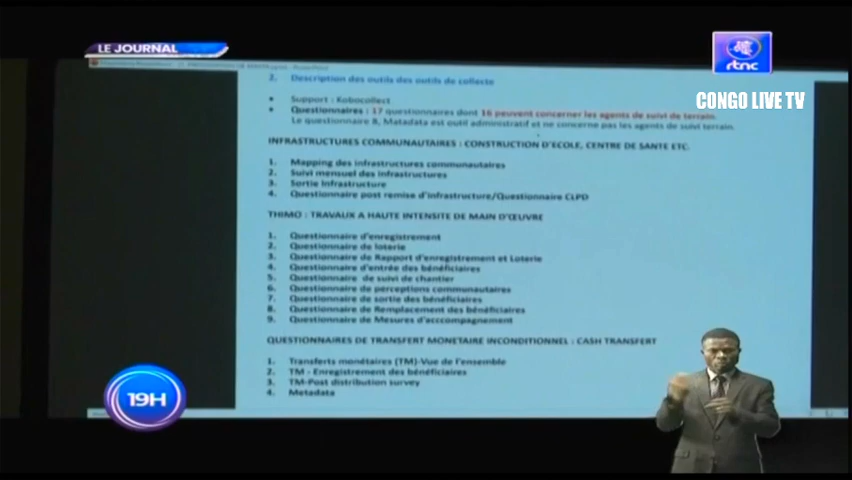 LE JOURNAL
rtnc
CONGO LIVE TV
2. Description des outils des outils de collecte
• Support : Kobocollect
• Questionnaires : 17 questionnaires dont 16 peuvent concerner les agents de suivi de terrain.
Le questionnaire 8, Matadata est outil administratif et ne concerne pas les agents de suivi terrain.
INFRASTRUCTURES COMMUNAUTAIRES : CONSTRUCTION D'ECOLE, CENTRE DE SANTE ETC.
1. Mapping des infrastructures communautaires
2. Suivi mensuel des infrastructures
3. Sortie Infrastructure
4. Questionnaire post remise d'infrastructure/Questionnaire CLPD
THIMO : TRAVAUX A HAUTE INTENSITE DE MAIN D'ŒUVRE
1. Questionnaire d'enregistrement
2. Questionnaire de loterie
3. Questionnaire de Rapport d'enregistrement et Loterie
4. Questionnaire d'entrée des bénéficiaires
5. Questionnaire de suivi de chantier
6. Questionnaire de perceptions communautaires
7. Questionnaire de sortie des bénéficiaires
8. Questionnaire de Remplacement des bénéficiaires
9. Questionnaire de Mesures d'acccompagnement
QUESTIONNAIRES DE TRANSFERT MONETAIRE INCONDITIONNEL : CASH TRANSFERT
1. Transferts monétaires (TM)-Vue de l'ensemble
2. TM - Enregistrement des bénéficiaires
3. TM-Post distribution survey
4. Metadata
19H